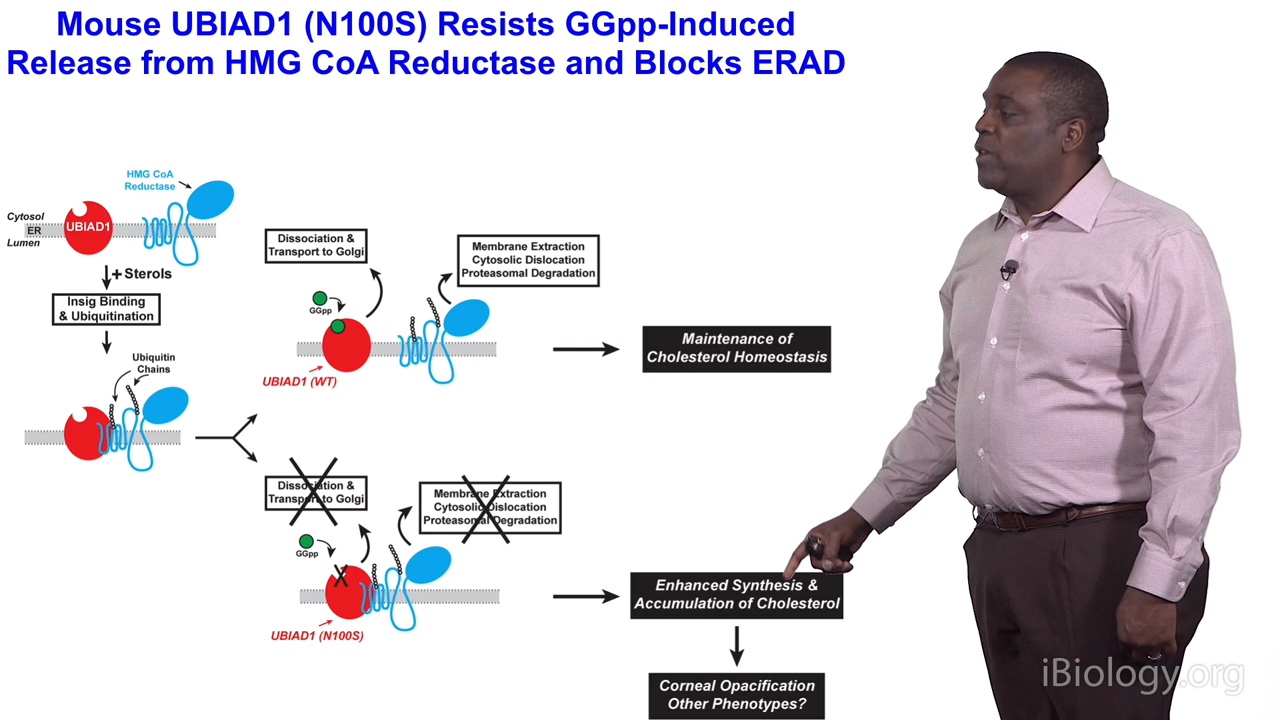 Mouse UBIAD1 (N100S) Resists GGpp-Induced
Release from HMG CoA Reductase and Blocks ERAD
HMG CoA
Reductase
Cytosol
ER
Lumen
UBIAD1
+ Sterols
Insig Binding
& Ubiquitination
Ubiquitin
Chains
Dissociation &
Transport to Golgi
Membrane Extraction
Cytosolic Dislocation
Proteasomal Degradation
GGpp
UBIAD1 (WT)
Maintenance of
Cholesterol Homeostasis
Dissociation &
Transport to Golgi
Membrane Extraction
Cytosolic Dislocation
Proteasomal Degradation
GGpp
UBIAD1 (N100S)
Enhanced Synthesis &
Accumulation of Cholesterol
Corneal Opacification
Other Phenotypes?
iBiology.org